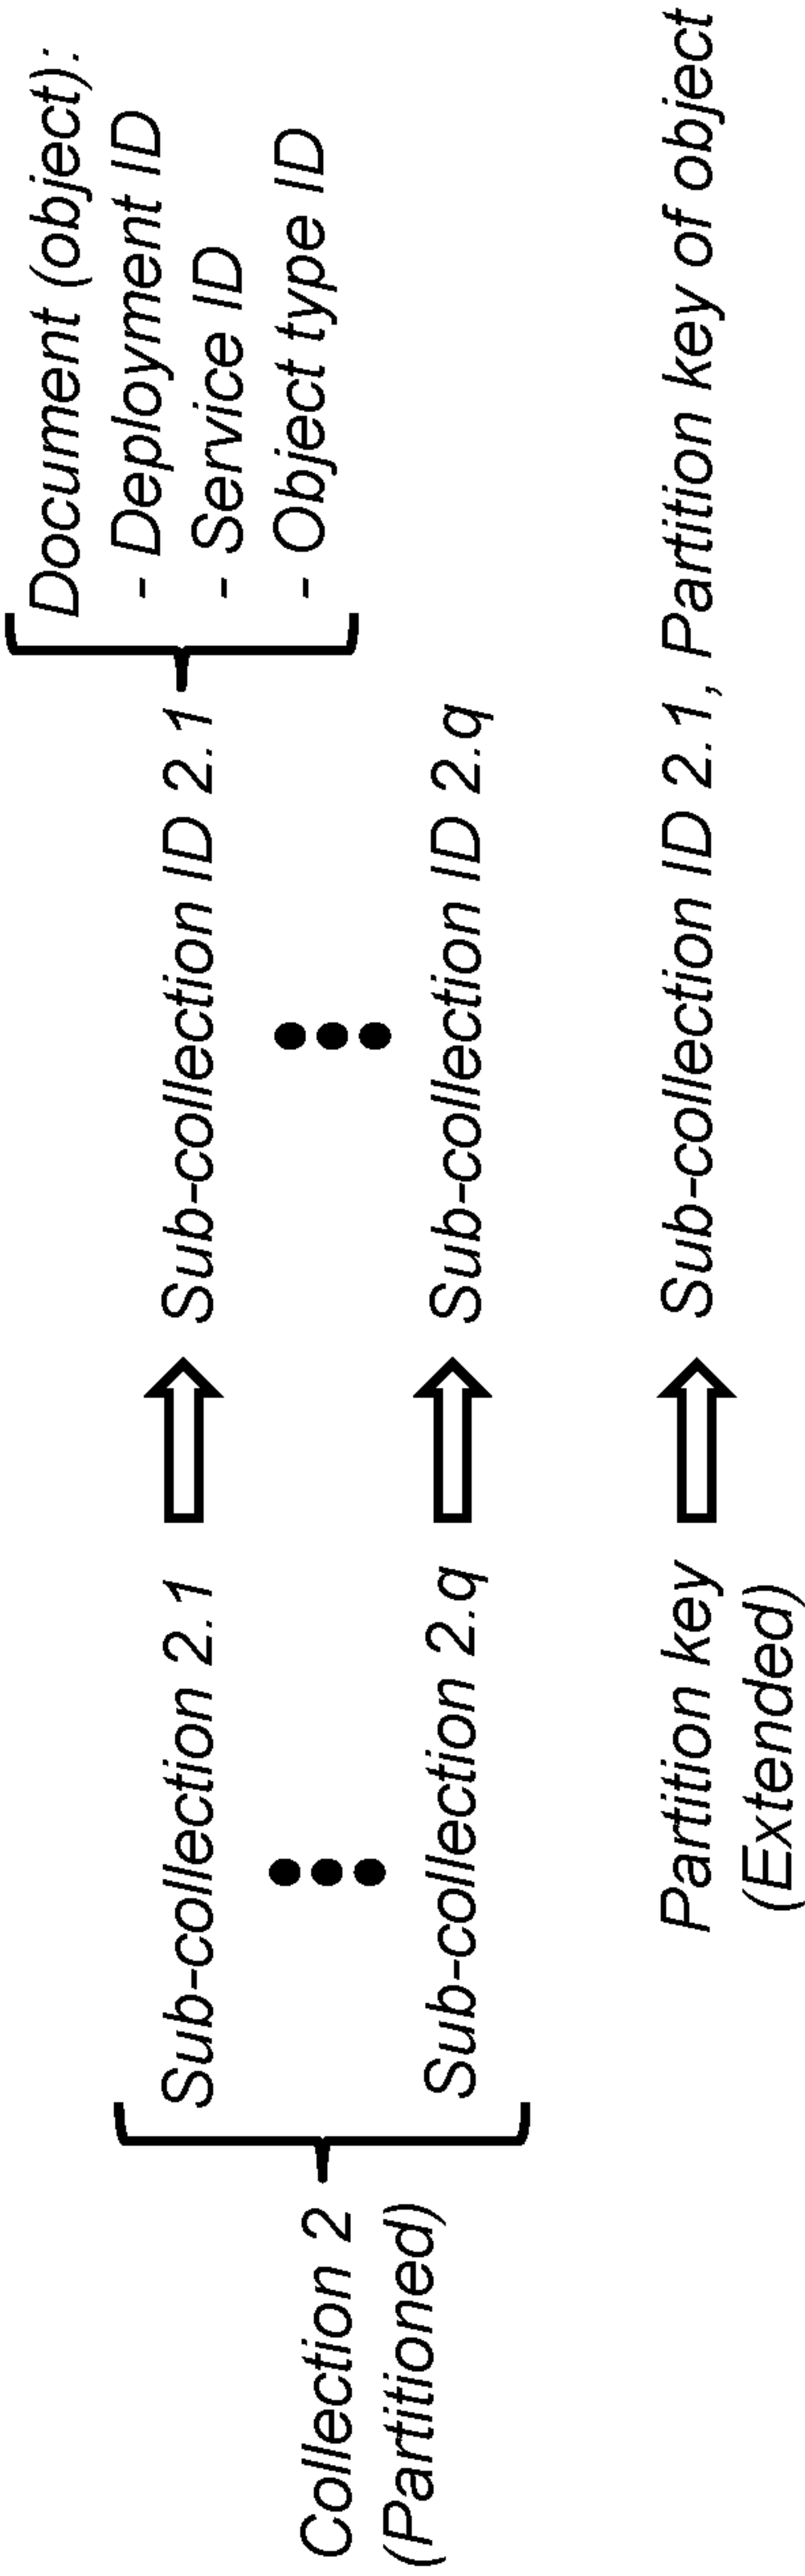 Collection 2
(Partitioned)
Sub-collection 2.1
Sub-collection 2.q
Sub-collection ID 2.1
Sub-collection ID 2.q
Document (object):
- Deployment ID
- Service ID
- Object type ID
Partition key
(Extended)
Sub-collection ID 2.1, Partition key of object